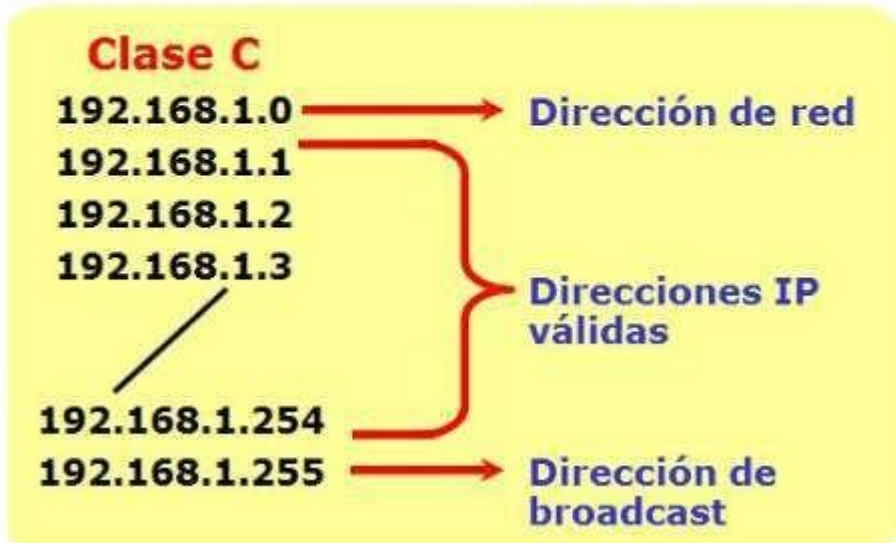 Clase C
192.168.1.0
Dirección de red
192.168.1.1
192.168.1.2
192.168.1.3
Direcciones IP
válidas
192.168.1.254
192.168.1.255
Dirección de
broadcast